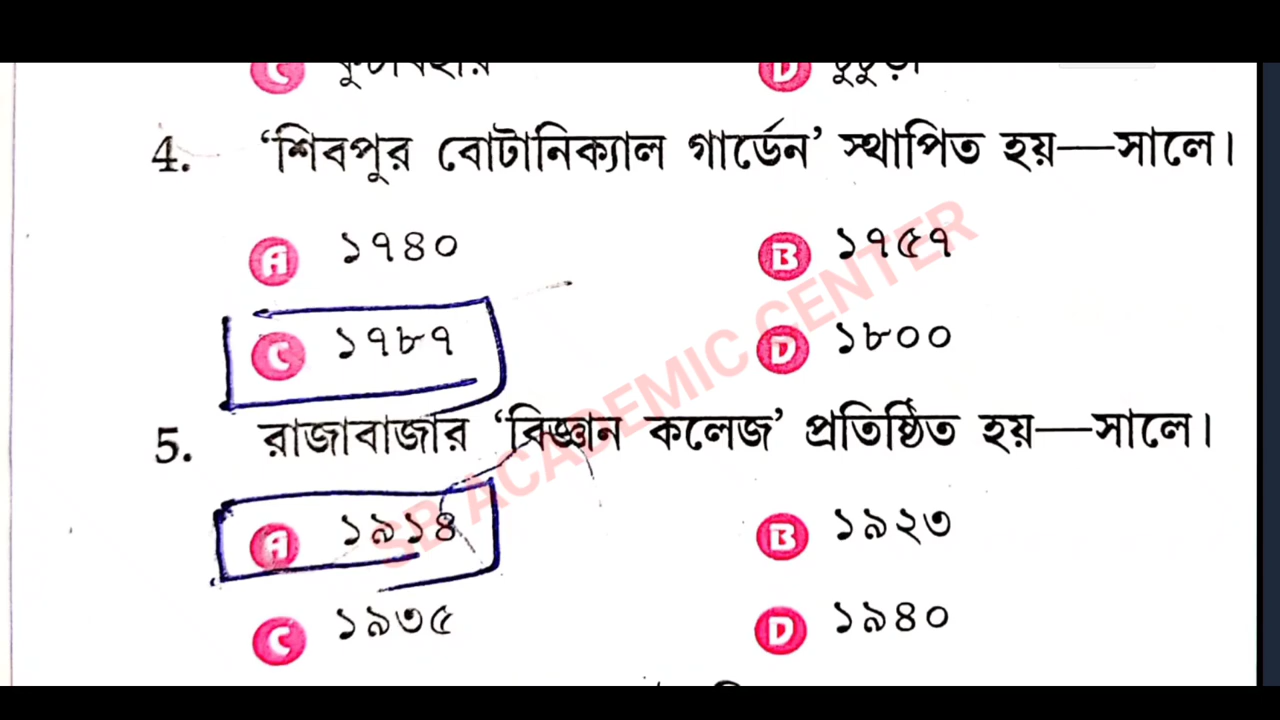 C
D
4. ‘শিবপুর বোটানিক্যাল গার্ডেন’ স্থাপিত হয়—সালে।
A ১৭৪০ B ১৭৫৭
C ১৭৮৭ D ১৮০০
5. রাজাবাজার ‘বিজ্ঞান কলেজ’ প্রতিষ্ঠিত হয়—সালে।
A ১৯১৪ B ১৯২৩
C ১৯৩৫ D ১৯৪০
SB ACADEMIC CENTER